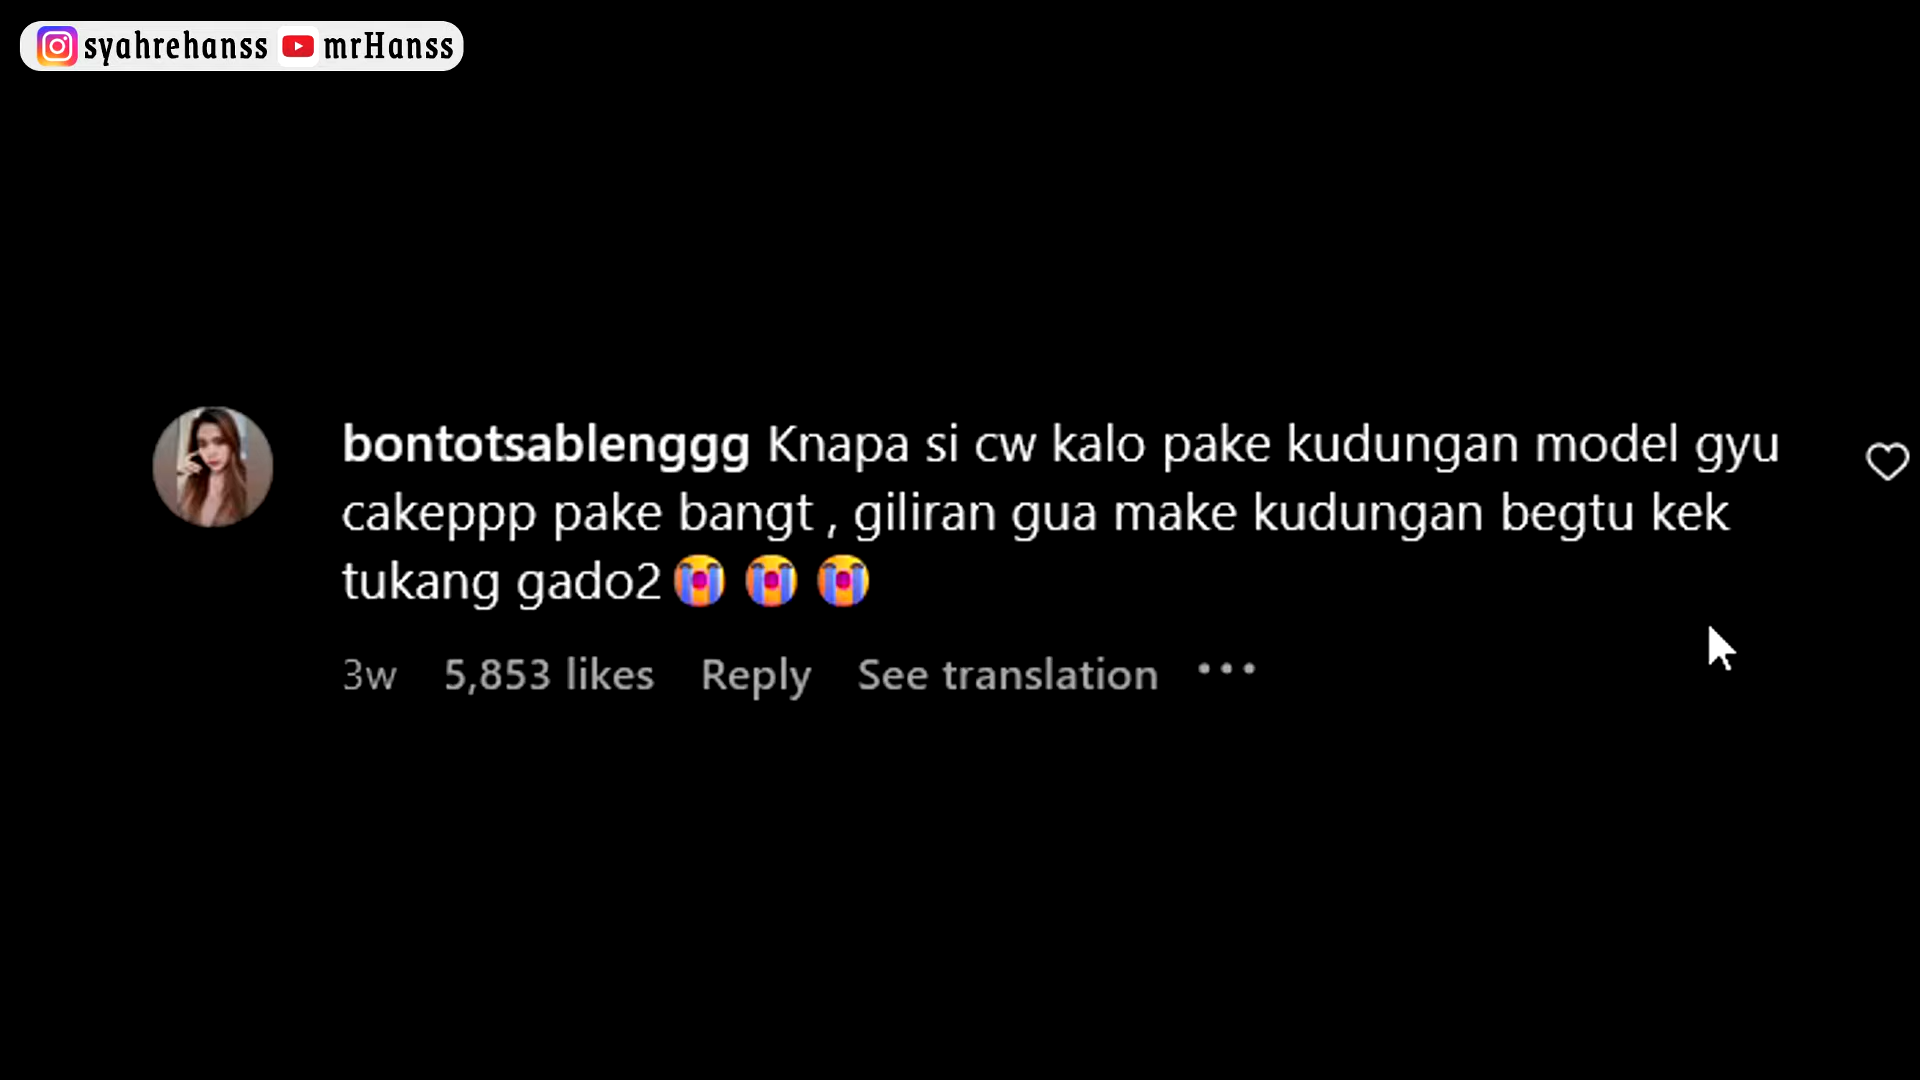 syahrehanss mrHanss
bontotsablenggg Knapa si cw kalo pake kudungan model gyu
cakeppp pake bangt , giliran gua make kudungan begtu kek
tukang gado2😭 😭 😭
3w 5,853 likes Reply See translation •••